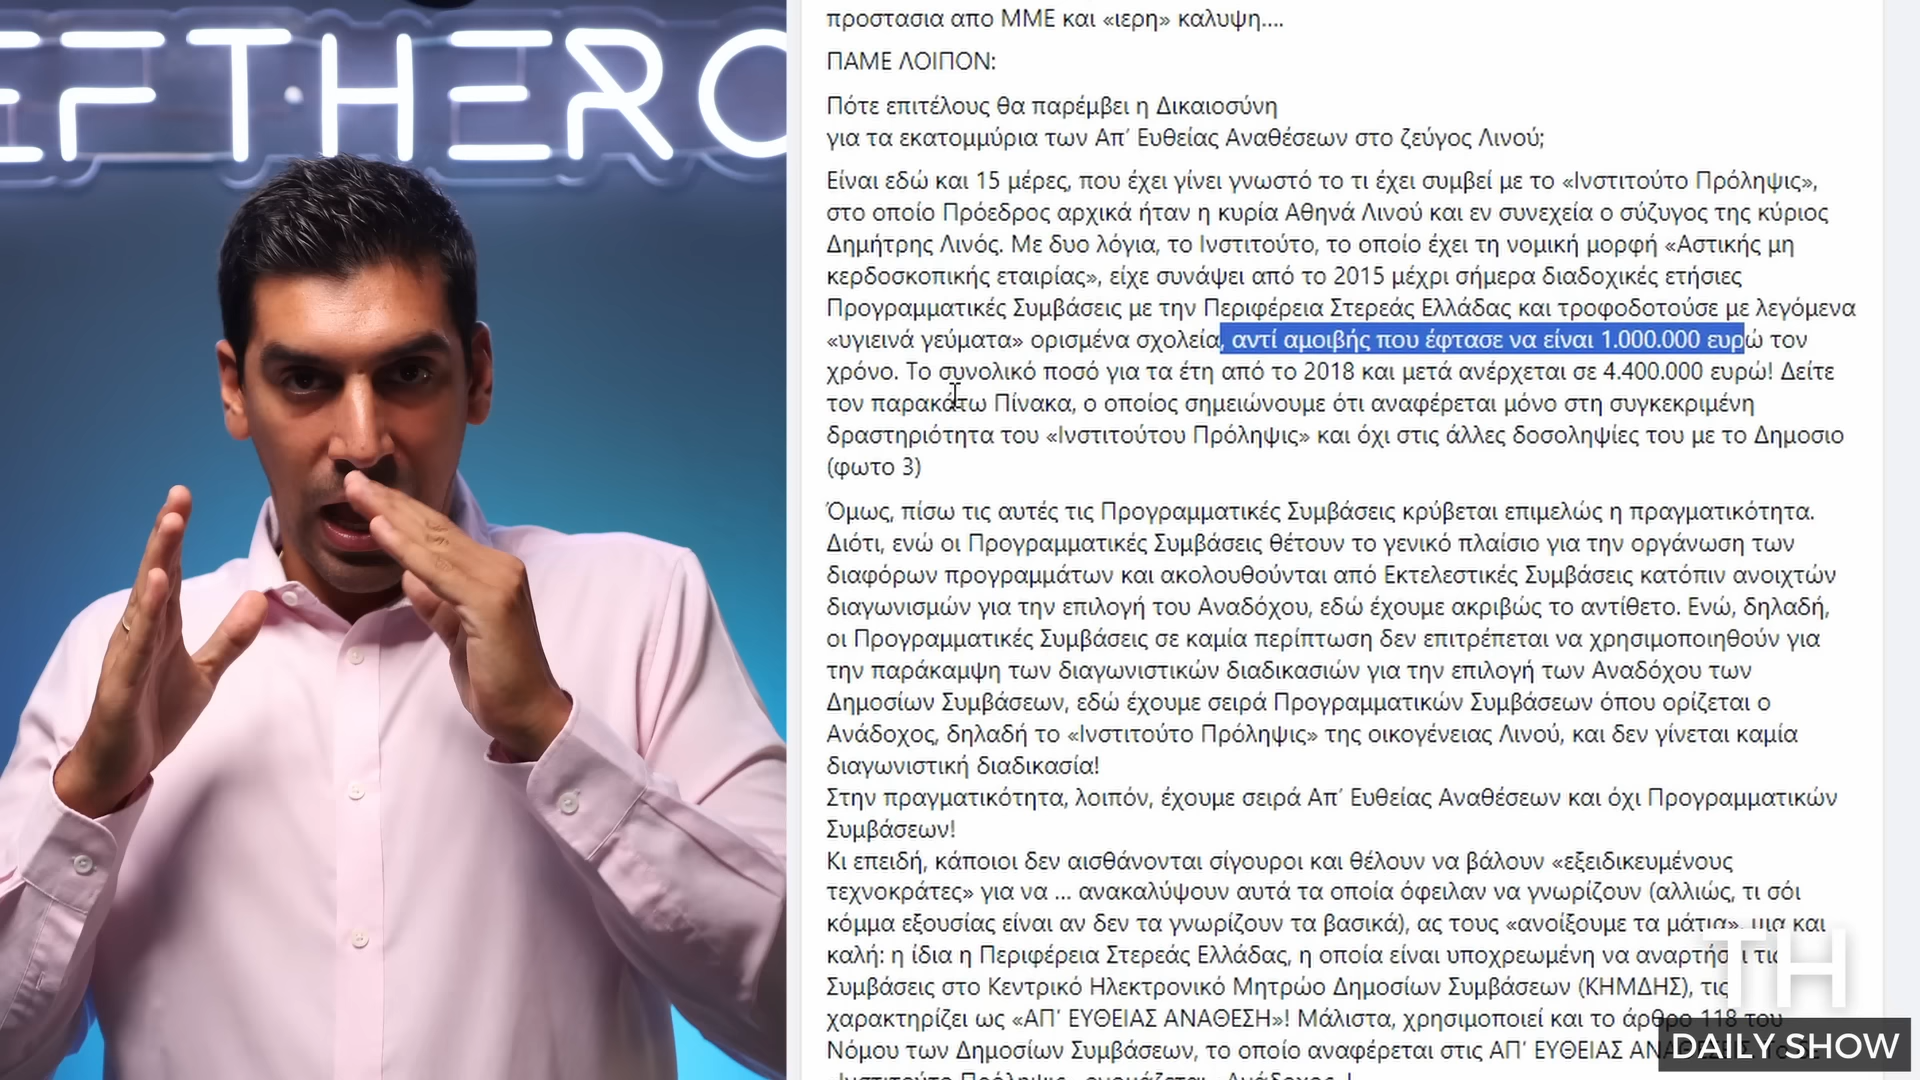 FTHERO
προστασια απο ΜΜΕ και «ιερη» καλυψη....
ΠΑΜΕ ΛΟΙΠΟΝ:
Πότε επιτέλους θα παρέμβει η Δικαιοσύνη
για τα εκατομμύρια των Απ΄ Ευθείας Αναθέσεων στο ζεύγος Λινού;
Είναι εδώ και 15 μέρες, που έχει γίνει γνωστό το τι έχει συμβεί με το «Ινστιτούτο Πρόληψις»,
στο οποίο Πρόεδρος αρχικά ήταν η κυρία Αθηνά Λινού και εν συνεχεία ο σύζυγος της κύριος
Δημήτρης Λινός. Με δυο λόγια, το Ινστιτούτο, το οποίο έχει τη νομική μορφή «Αστικής μη
κερδοσκοπικής εταιρίας», είχε συνάψει από το 2015 μέχρι σήμερα διαδοχικές ετήσιες
Προγραμματικές Συμβάσεις με την Περιφέρεια Στερεάς Ελλάδας και τροφοδοτούσε με λεγόμενα
«υγιεινά γεύματα» ορισμένα σχολεία, αντί αμοιβής που έφτασε να είναι 1.000.000 ευρώ τον
χρόνο. Το συνολικό ποσό για τα έτη από το 2018 και μετά ανέρχεται σε 4.400.000 ευρώ! Δείτε
τον παρακάτω Πίνακα, ο οποίος σημειώνουμε ότι αναφέρεται μόνο στη συγκεκριμένη
δραστηριότητα του «Ινστιτούτου Πρόληψις» και όχι στις άλλες δοσοληψίες του με το Δημοσιο
(φωτο 3)
Όμως, πίσω τις αυτές τις Προγραμματικές Συμβάσεις κρύβεται επιμελώς η πραγματικότητα.
Διότι, ενώ οι Προγραμματικές Συμβάσεις θέτουν το γενικό πλαίσιο για την οργάνωση των
διαφόρων προγραμμάτων και ακολουθούνται από Εκτελεστικές Συμβάσεις κατόπιν ανοιχτών
διαγωνισμών για την επιλογή του Αναδόχου, εδώ έχουμε ακριβώς το αντίθετο. Ενώ, δηλαδή,
οι Προγραμματικές Συμβάσεις σε καμία περίπτωση δεν επιτρέπεται να χρησιμοποιηθούν για
την παράκαμψη των διαγωνιστικών διαδικασιών για την επιλογή των Αναδόχου των
Δημοσίων Συμβάσεων, εδώ έχουμε σειρά Προγραμματικών Συμβάσεων όπου ορίζεται ο
Ανάδοχος, δηλαδή το «Ινστιτούτο Πρόληψις» της οικογένειας Λινού, και δεν γίνεται καμία
διαγωνιστική διαδικασία!
Στην πραγματικότητα, λοιπόν, έχουμε σειρά Απ΄ Ευθείας Αναθέσεων και όχι Προγραμματικών
Συμβάσεων!
Κι επειδή, κάποιοι δεν αισθάνονται σίγουροι και θέλουν να βάλουν «εξειδικευμένους
τεχνοκράτες» για να ... ανακαλύψουν αυτά τα οποία όφειλαν να γνωρίζουν (αλλιώς, τι σόι
κόμμα εξουσίας είναι αν δεν τα γνωρίζουν τα βασικά), ας τους «ανοίξουμε τα μάτια», μια και
καλή: η ίδια η Περιφέρεια Στερεάς Ελλάδας, η οποία είναι υποχρεωμένη να αναρτήσει τις
Συμβάσεις στο Κεντρικό Ηλεκτρονικό Μητρώο Δημοσίων Συμβάσεων (ΚΗΜΔΗΣ), τις
χαρακτηρίζει ως «ΑΠ΄ ΕΥΘΕΙΑΣ ΑΝΑΘΕΣΗ»! Μάλιστα, χρησιμοποιεί και το άρθρο 118 του
Νόμου των Δημοσίων Συμβάσεων, το οποίο αναφέρεται στις ΑΠ΄ ΕΥΘΕΙΑΣ
TH
DAILY SHOW